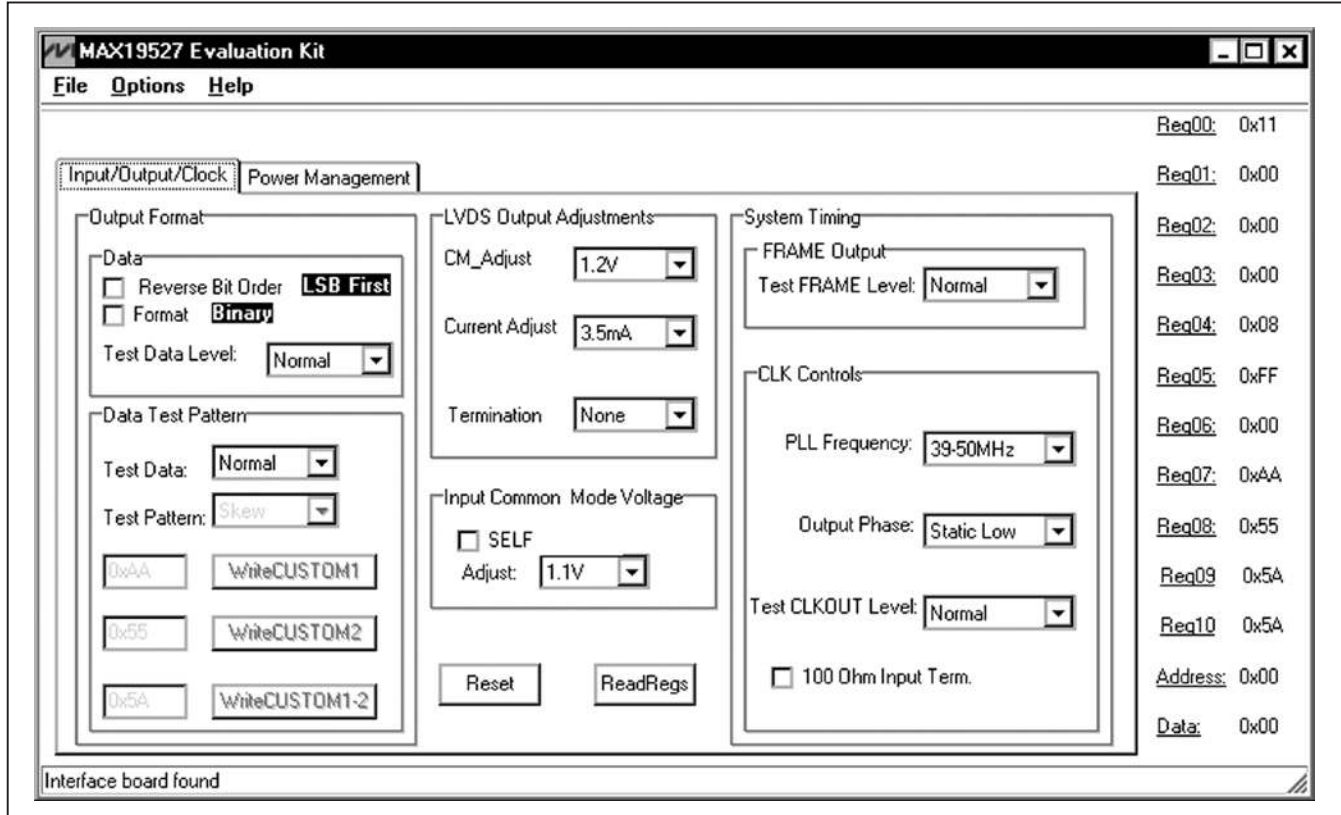 MAX19527 Evaluation Kit
File Options Help
Input/Output/Clock
Power Management
Output Format
Data
Reverse Bit Order LSB First
Format Binary
Test Data Level: Normal
Data Test Pattern
Test Data: Normal
Test Pattern: Skew
0xAA WriteCUSTOM1
0x55 WriteCUSTOM2
0x5A WriteCUSTOM1-2
LVDS Output Adjustments
CM_Adjust 1.2V
Current Adjust 3.5mA
Termination None
Input Common Mode Voltage
SELF
Adjust: 1.1V
Reset ReadRegs
System Timing
FRAME Output
Test FRAME Level: Normal
CLK Controls
PLL Frequency: 39-50MHz
Output Phase: Static Low
Test CLKOUT Level: Normal
100 Ohm Input Term.
Reg00: 0x11
Reg01: 0x00
Reg02: 0x00
Reg03: 0x00
Reg04: 0x08
Reg05: 0xFF
Reg06: 0x00
Reg07: 0xAA
Reg08: 0x55
Reg09 0x5A
Reg10 0x5A
Address: 0x00
Data: 0x00
Interface board found